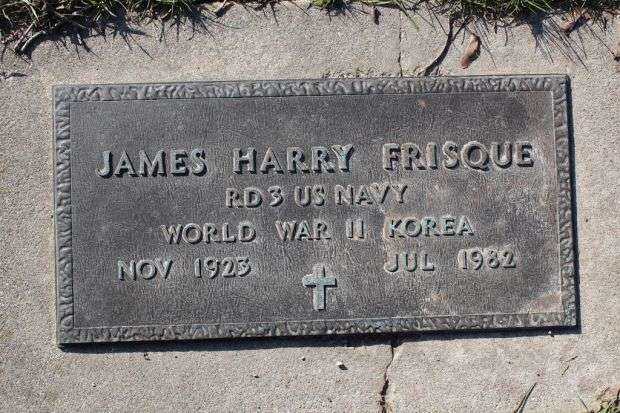 JAMES HARRY FRISQUE
RD3 US NAVY
WORLD WAR II KOREA
NOV 1923 JUL 1982